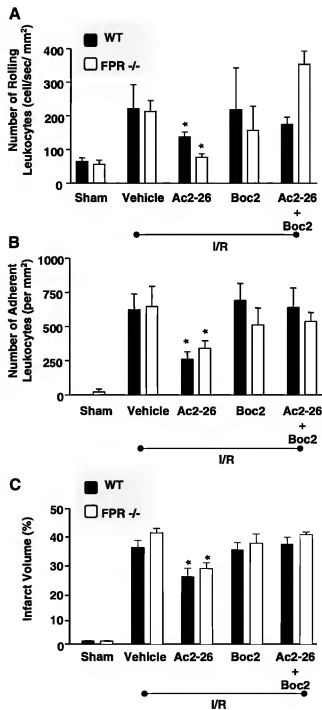 A
WT
FPR -/-
Number of Rolling
Leukocytes (cell/sec/ mm²)
400
300
200
100
0
*
*
Sham
Vehicle
Ac2-26
Boc2
Ac2-26
+
Boc2
I/R
B
Number of Adherent
Leukocytes (per mm²)
1000
750
500
250
0
*
*
Sham
Vehicle
Ac2-26
Boc2
Ac2-26
+
Boc2
I/R
C
WT
FPR -/-
Infarct Volume (%)
50
40
30
20
10
0
*
*
Sham
Vehicle
Ac2-26
Boc2
Ac2-26
+
Boc2
I/R